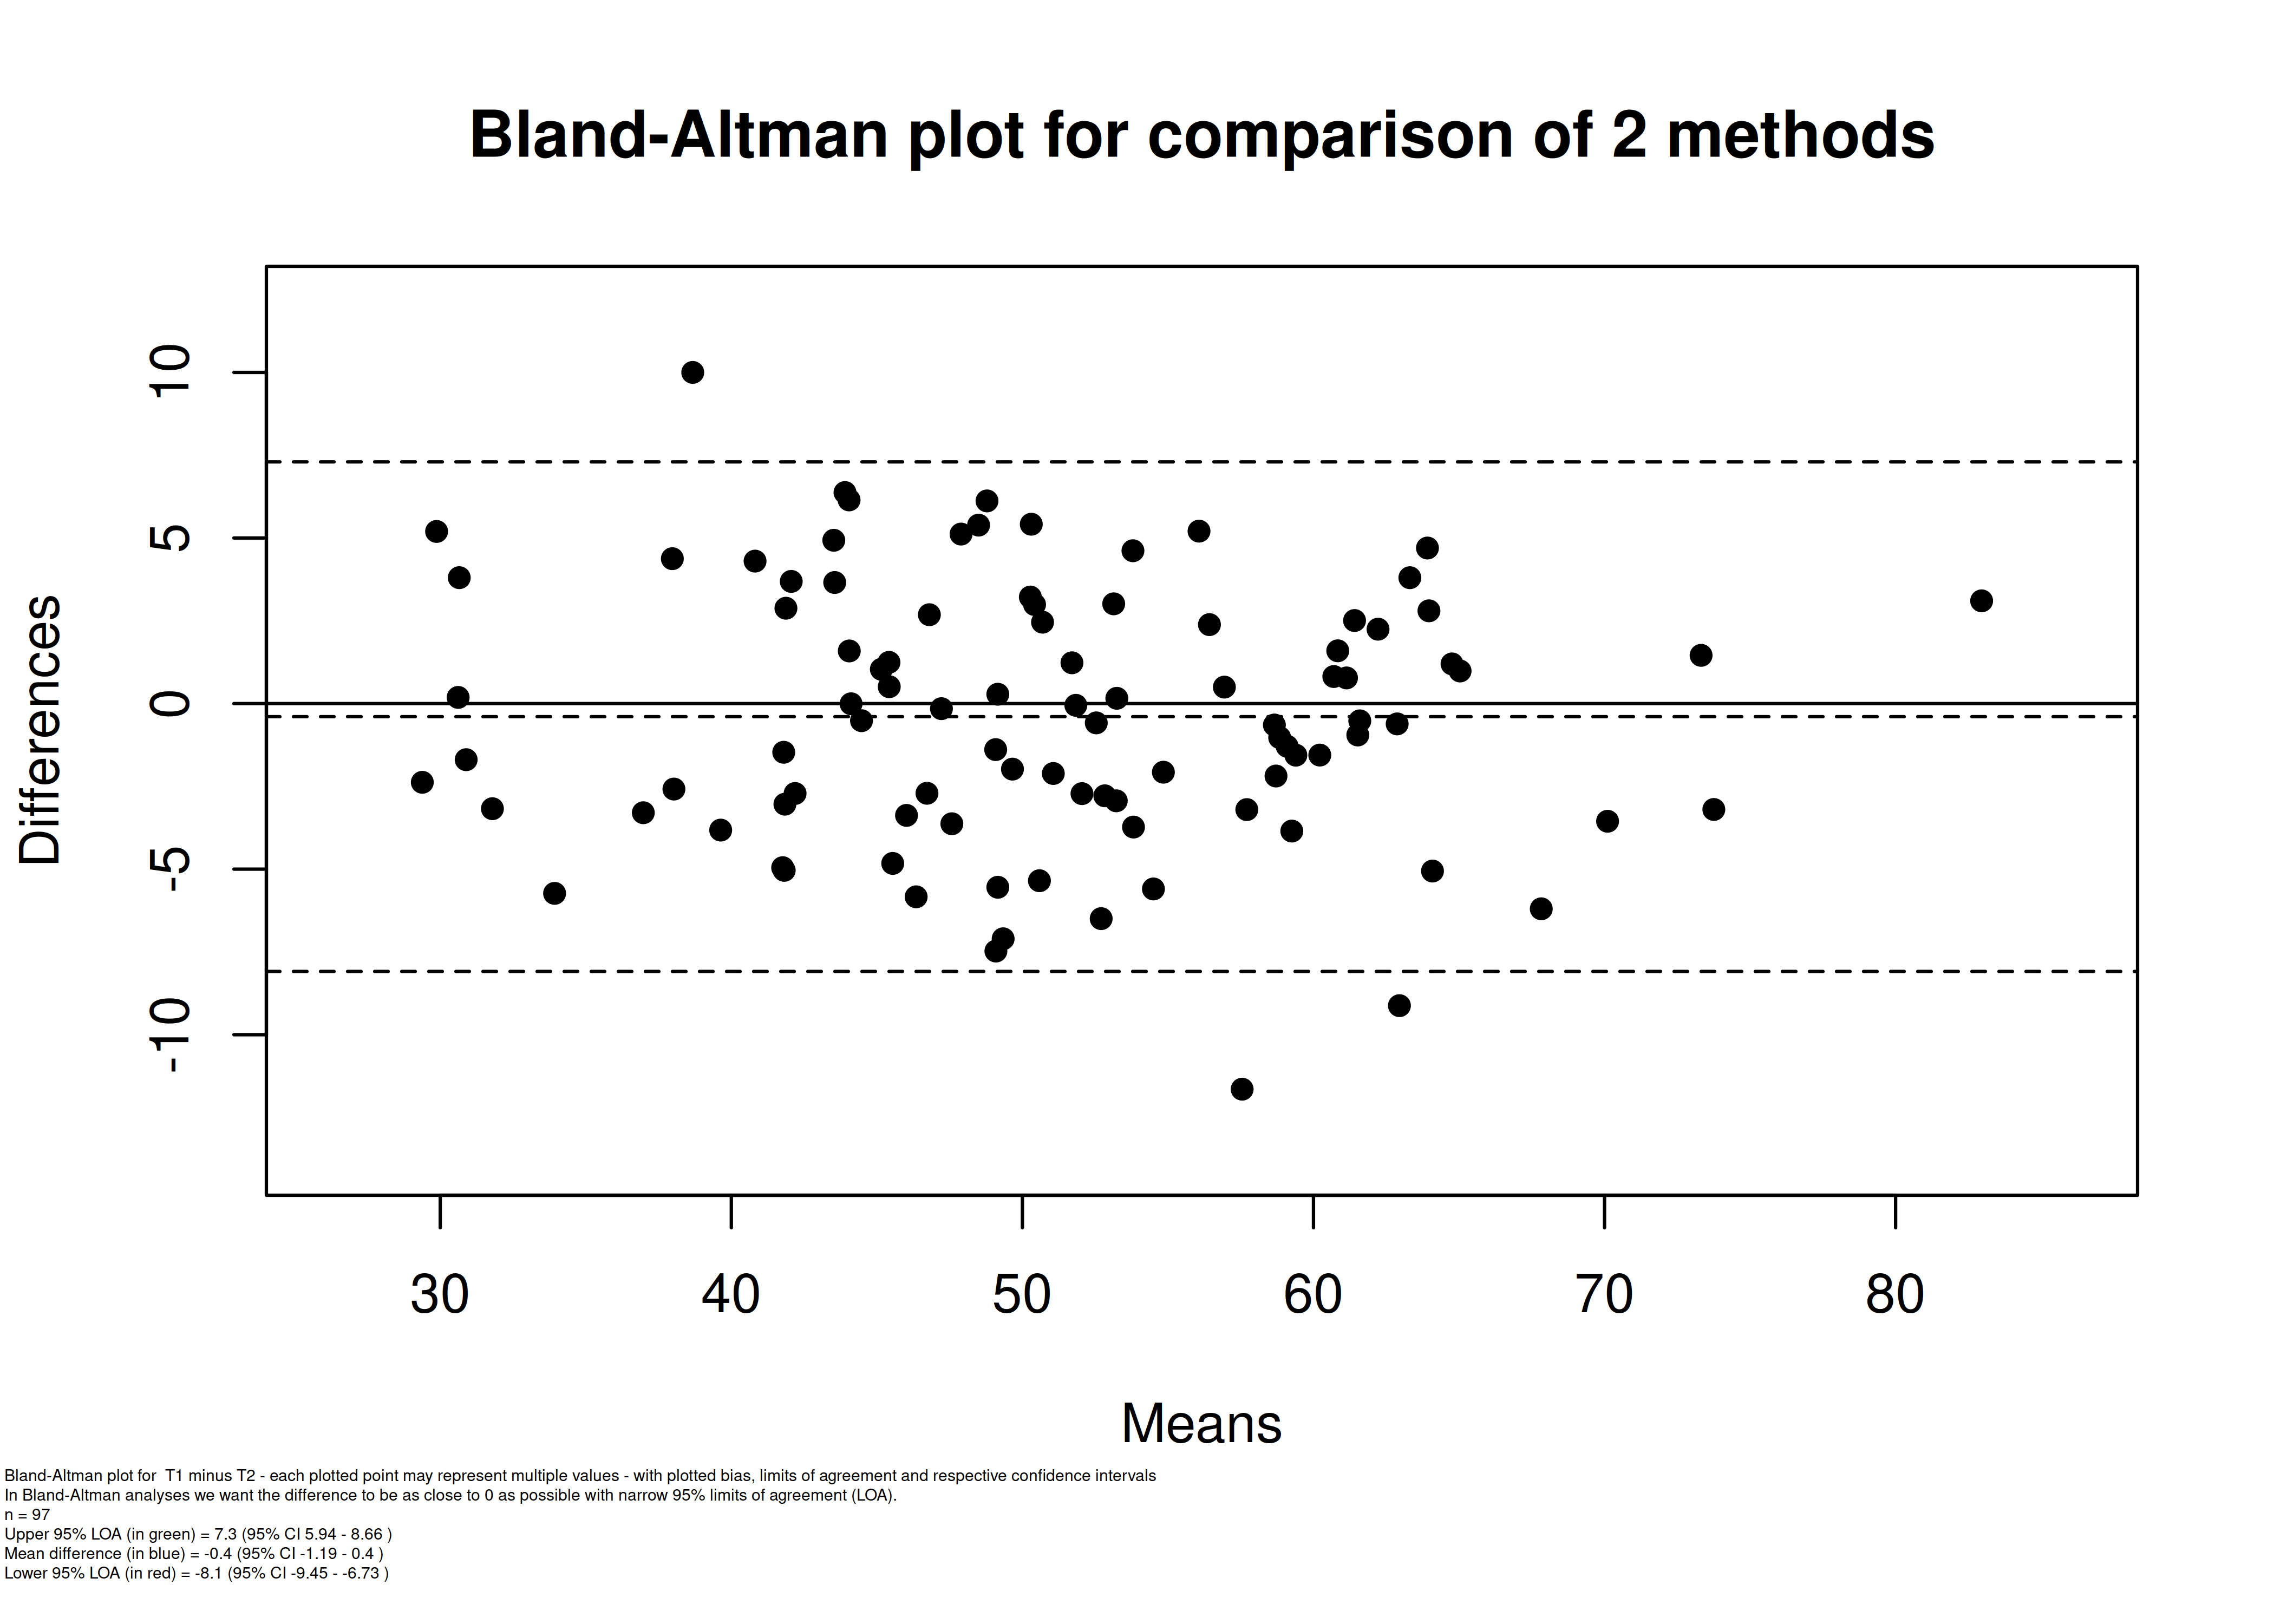 Bland-Altman plot for comparison of 2 methods
10
5
0
-5
-10
Differences
30 40 50 60 70 80
Means
Bland-Altman plot for  T1 minus T2 - each plotted point may represent multiple values - with plotted bias, limits of agreement and respective confidence intervals
In Bland-Altman analyses we want the difference to be as close to 0 as possible with narrow 95% limits of agreement (LOA).
n = 97
Upper 95% LOA (in green) = 7.3 (95% CI 5.94 - 8.66 )
Mean difference (in blue) = -0.4 (95% CI -1.19 - 0.4 )
Lower 95% LOA (in red) = -8.1 (95% CI -9.45 - -6.73 )